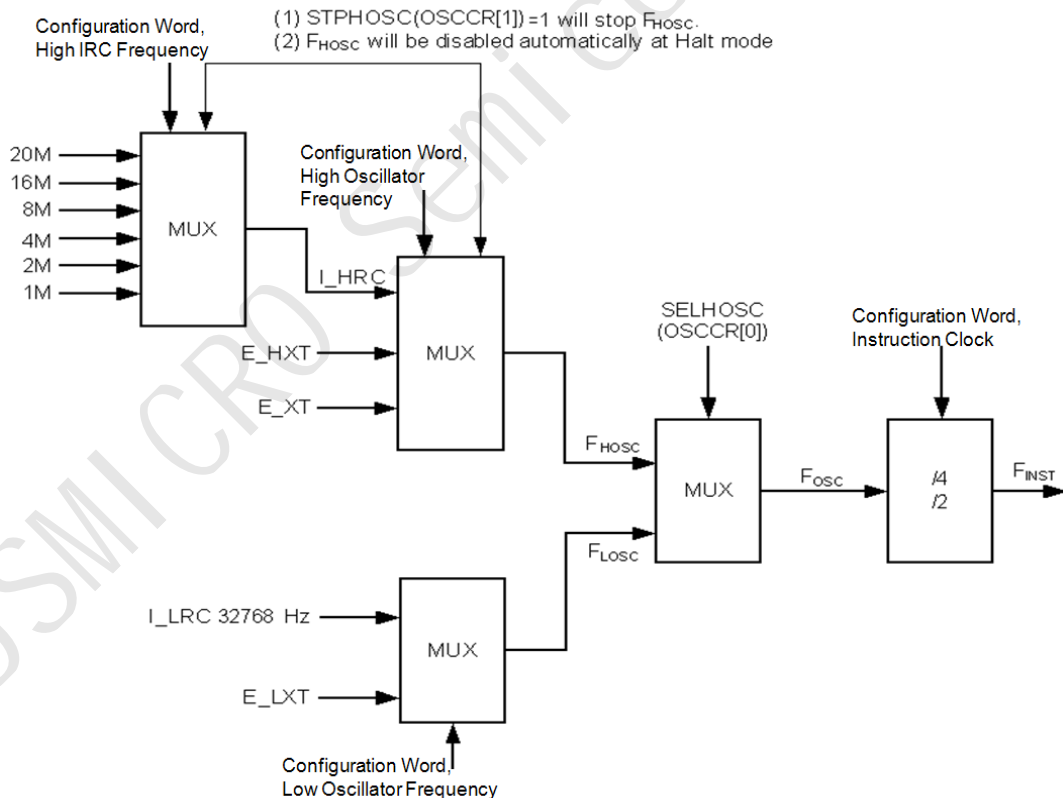 Configuration Word,
High IRC Frequency
(1) STPHOSC(OSCCR[1])=1 will stop FHOSC.
(2) FHOSC will be disabled automatically at Halt mode
20M
16M
8M
4M
2M
1M
MUX
Configuration Word,
High Oscillator
Frequency
I_HRC
E_HXT
E_XT
MUX
SELHOSC
(OSCCR[0])
Configuration Word,
Instruction Clock
FHOSC
MUX
FOSC
/4
/2
FINST
FLOSC
I_LRC 32768 Hz
E_LXT
MUX
Configuration Word,
Low Oscillator Frequency